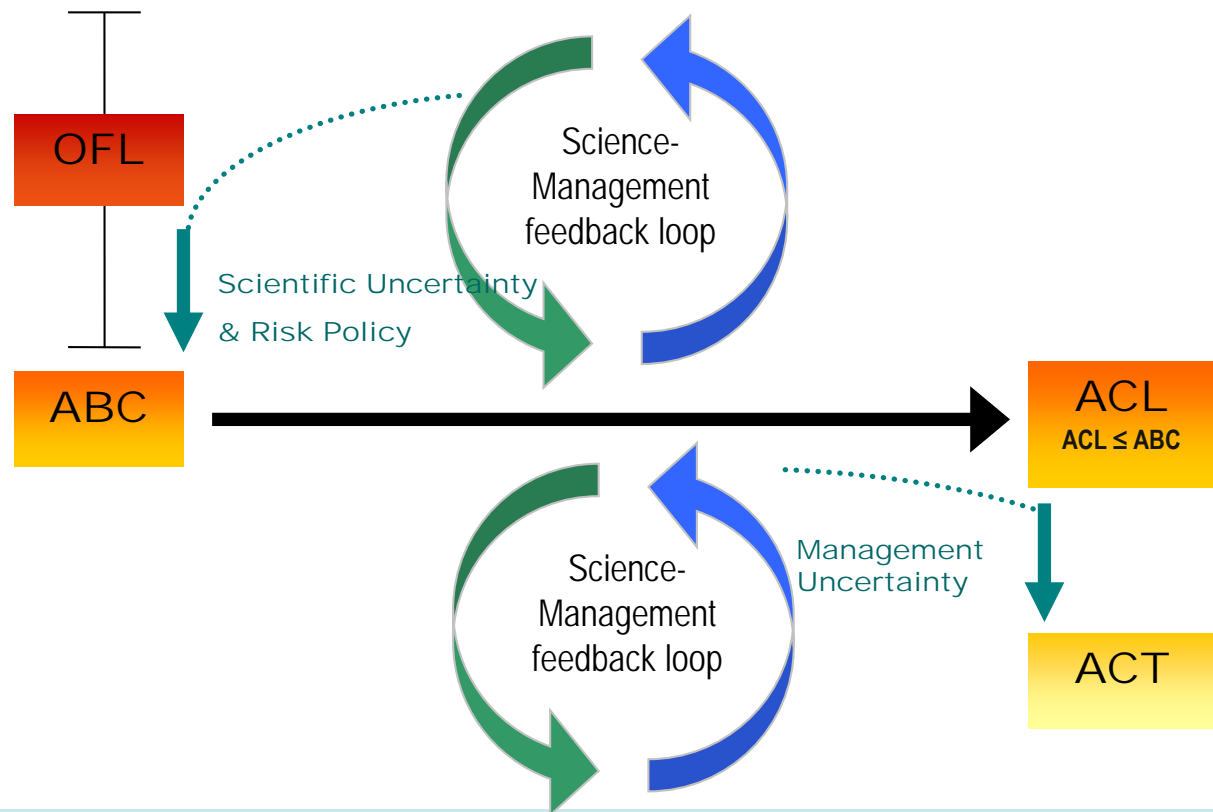 OFL
Science-
Management
feedback loop
Scientific Uncertainty
& Risk Policy
ABC
ACL
ACL ≤ ABC
Science-
Management
feedback loop
Management
Uncertainty
ACT